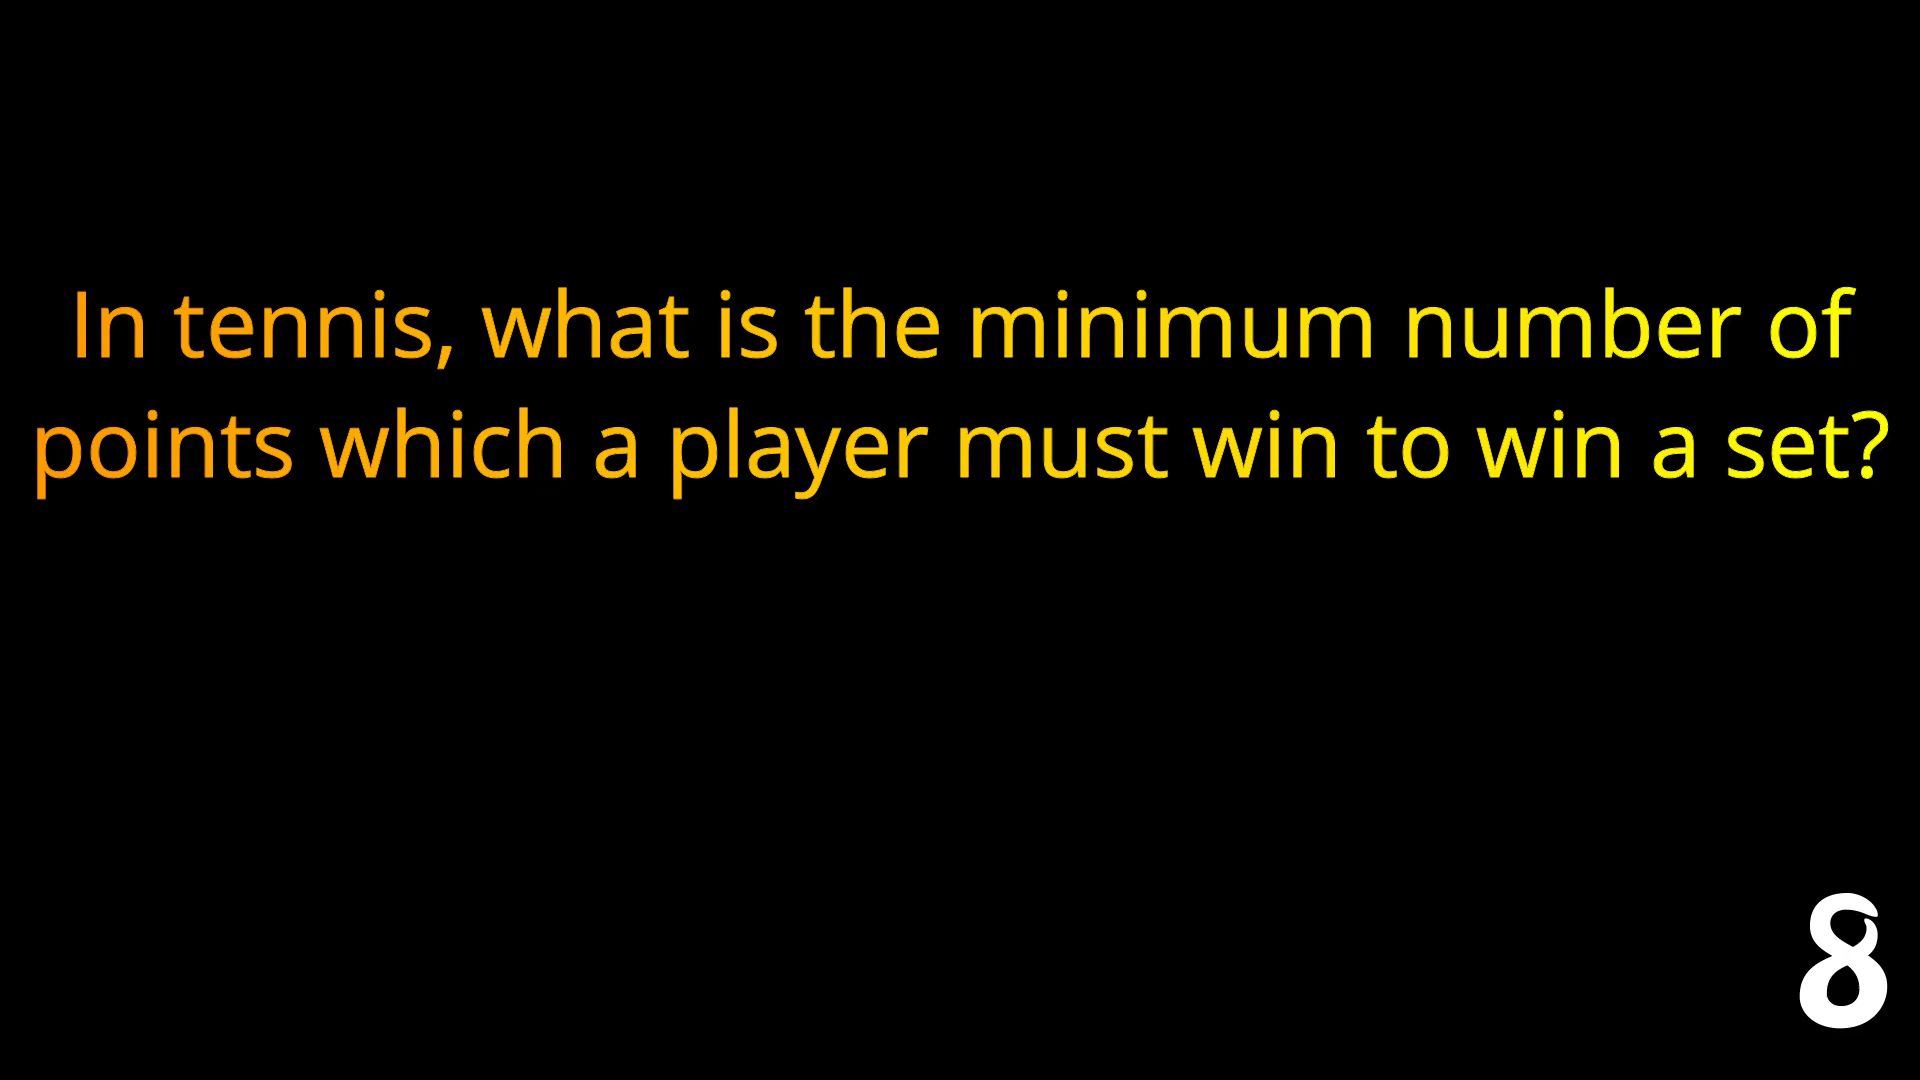 In tennis, what is the minimum number of
points which a player must win to win a set?
8